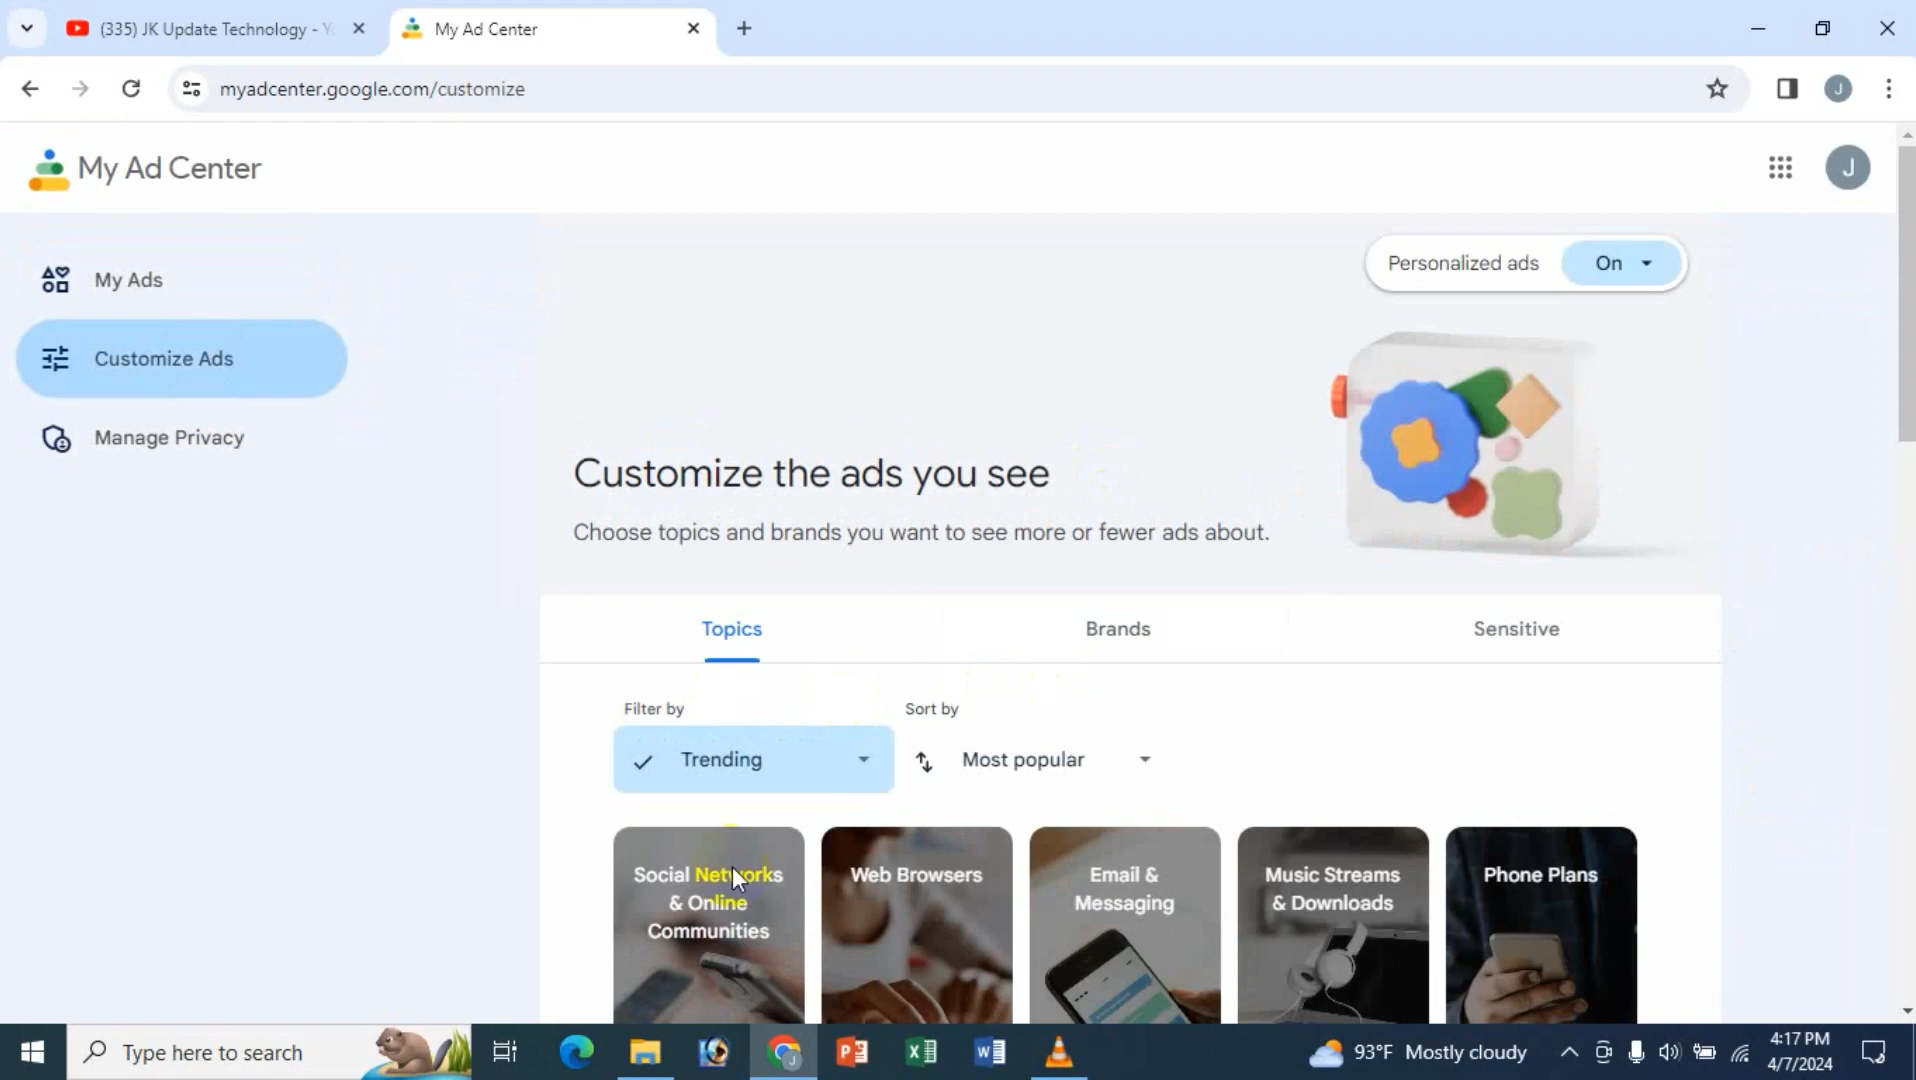 (335) JK Update Technology - Y
My Ad Center
myadcenter.google.com/customize
J
My Ad Center
J
My Ads
Customize Ads
Manage Privacy
Personalized ads
On
Customize the ads you see
Choose topics and brands you want to see more or fewer ads about.
Topics
Brands
Sensitive
Filter by
Sort by
Trending
Most popular
Social Networks
& Online
Communities
Web Browsers
Email &
Messaging
Music Streams
& Downloads
Phone Plans
Type here to search
93°F Mostly cloudy
4:17 PM
4/7/2024